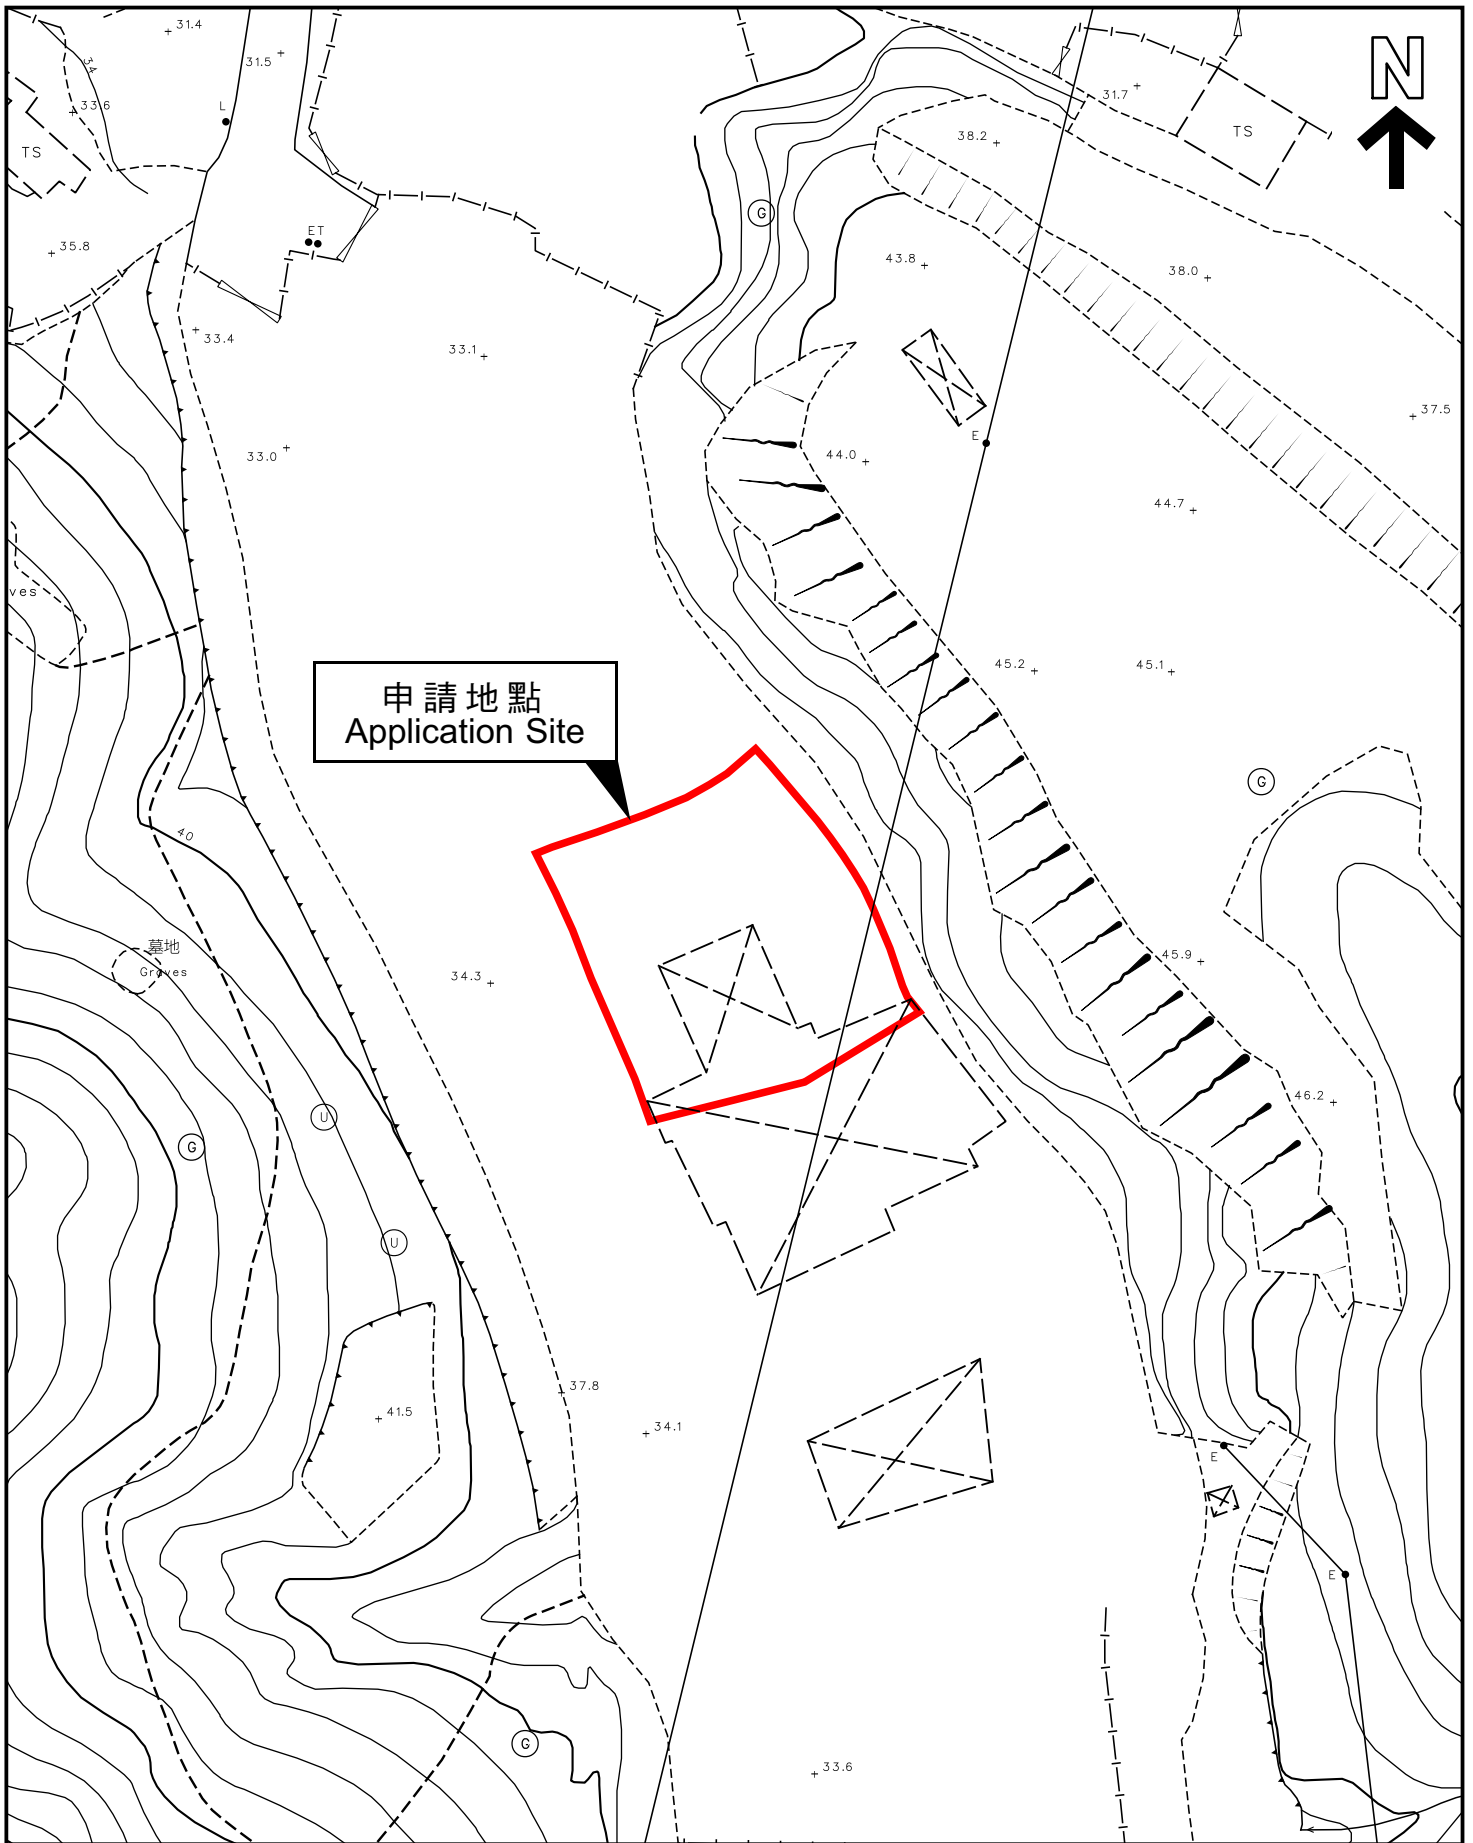 31.4
31.5
34
33.6
L
TS
N
31.7
TS
38.2
G
ET
35.8
43.8
38.0
33.4
33.1
37.5
E
33.0
44.0
44.7
ves
45.2
45.1
申請地點
Application Site
G
40
墓地
Graves
34.3
45.9
46.2
U
G
U
37.8
41.5
34.1
E
E
G
33.6